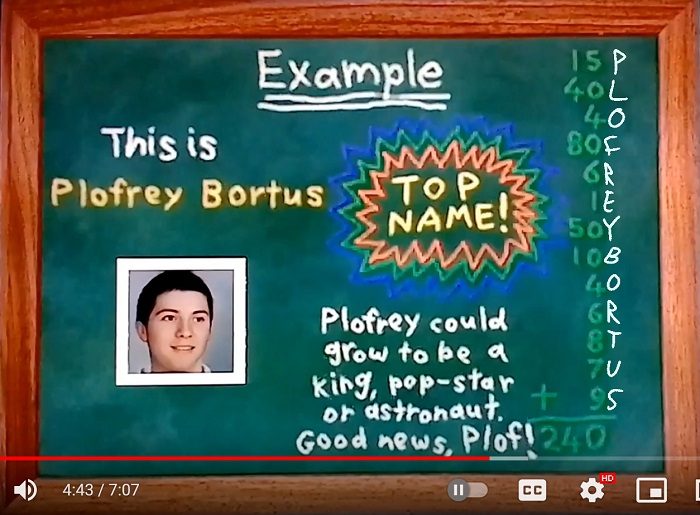 Example
This is
Plofrey Bortus
TOP
NAME!
Plofrey could
grow to be a
king, pop-star
or astronaut.
Good news, Plof!
15 P
40 L
4 O
80 F
6 R
1 E
50 Y
10 B
4 O
6 R
8 T
7 U
+ 9 S
240
4:43 / 7:07
CC
HD